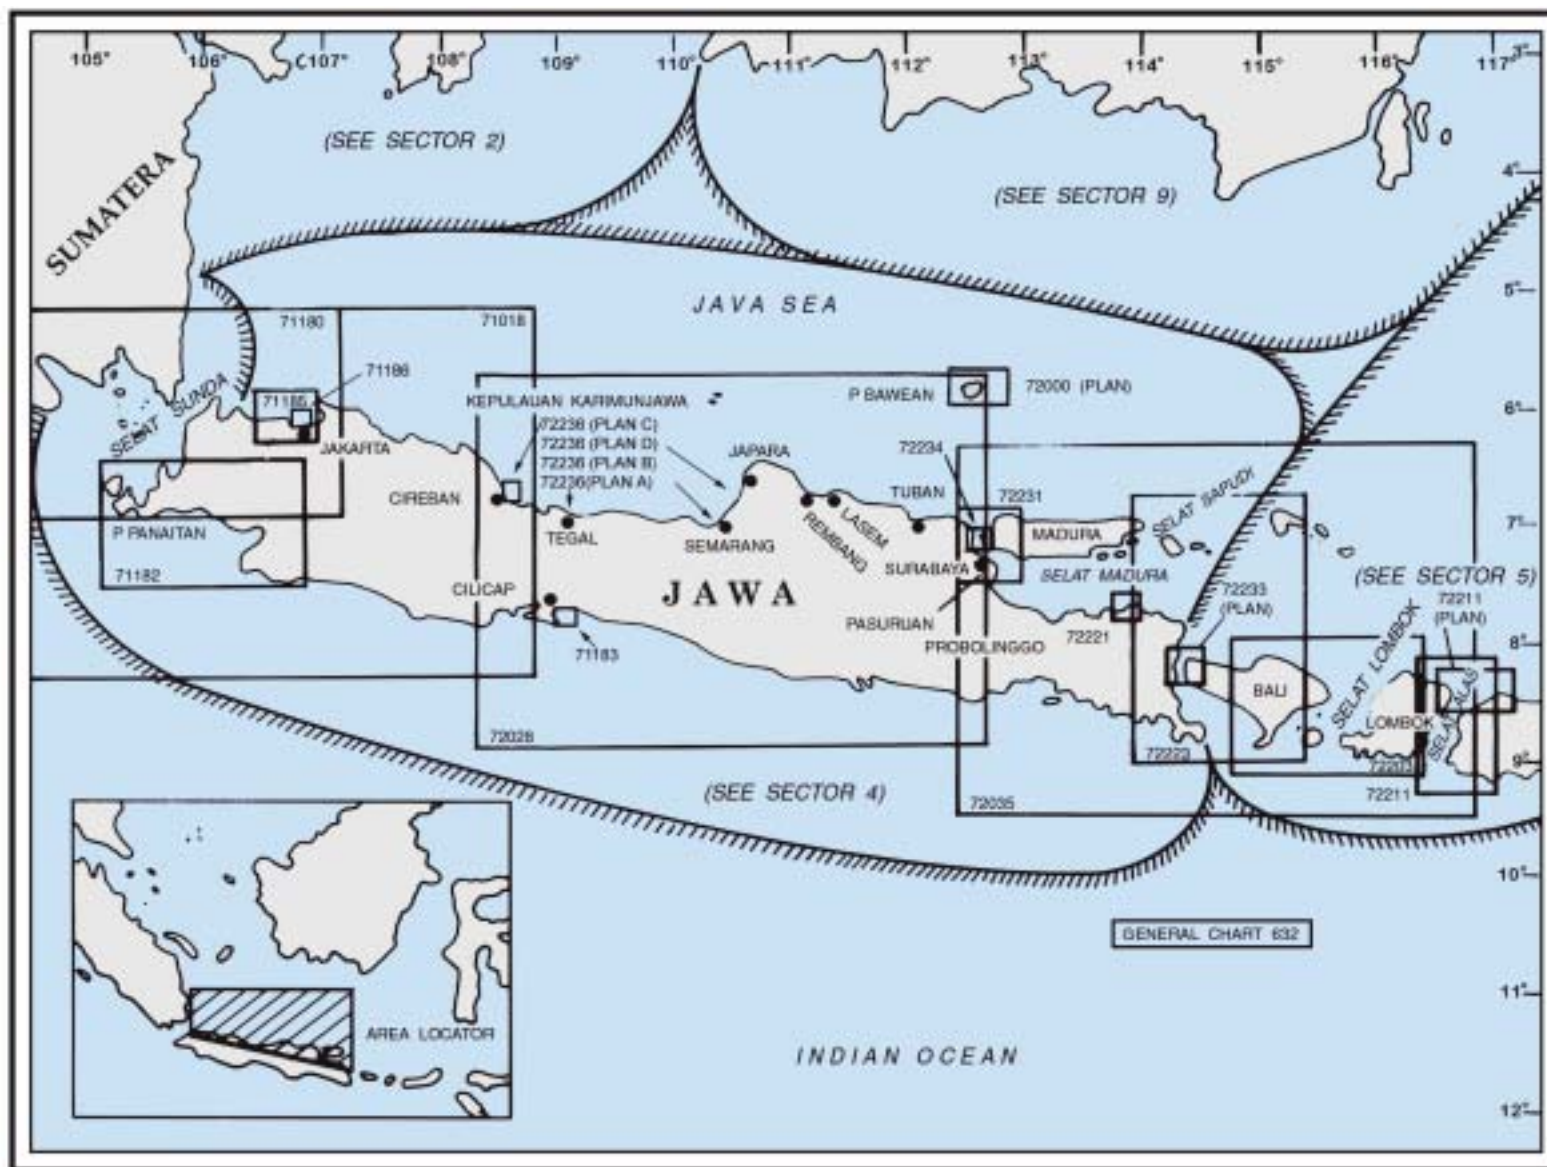 105° 106° C107° 108° 109° 110° 111° 112° 113° 114° 115° 116° 117° 3°
(SEE SECTOR 2)
4°
(SEE SECTOR 9)
SUMATERA
5°
JAVA SEA
71180
71018
71186
71185
SELAT SUNDA
KEPULAUAN KARIMUNJAWA
P BAWEAN
72000 (PLAN)
6°
72236 (PLAN C)
72236 (PLAN D)
72236 (PLAN B)
72236(PLAN A)
JAKARTA
JAPARA
72234
CIREBAN
TUBAN
72231
SELAT SAPUDI
7°
P PANAITAN
TEGAL
SEMARANG
REMBANG
LASEM
MADURA
71182
SURABAYA
SELAT MADURA
(SEE SECTOR 5)
CILICAP
JAWA
72233
(PLAN)
72211
(PLAN)
PASURUAN
72221
8°
71183
PROBOLINGGO
BALI
SELAT LOMBOK
LOMBOK
SELAT ALAS
72028
72223
72203
9°
(SEE SECTOR 4)
72035
72211
10°
GENERAL CHART 632
11°
AREA LOCATOR
INDIAN OCEAN
12°